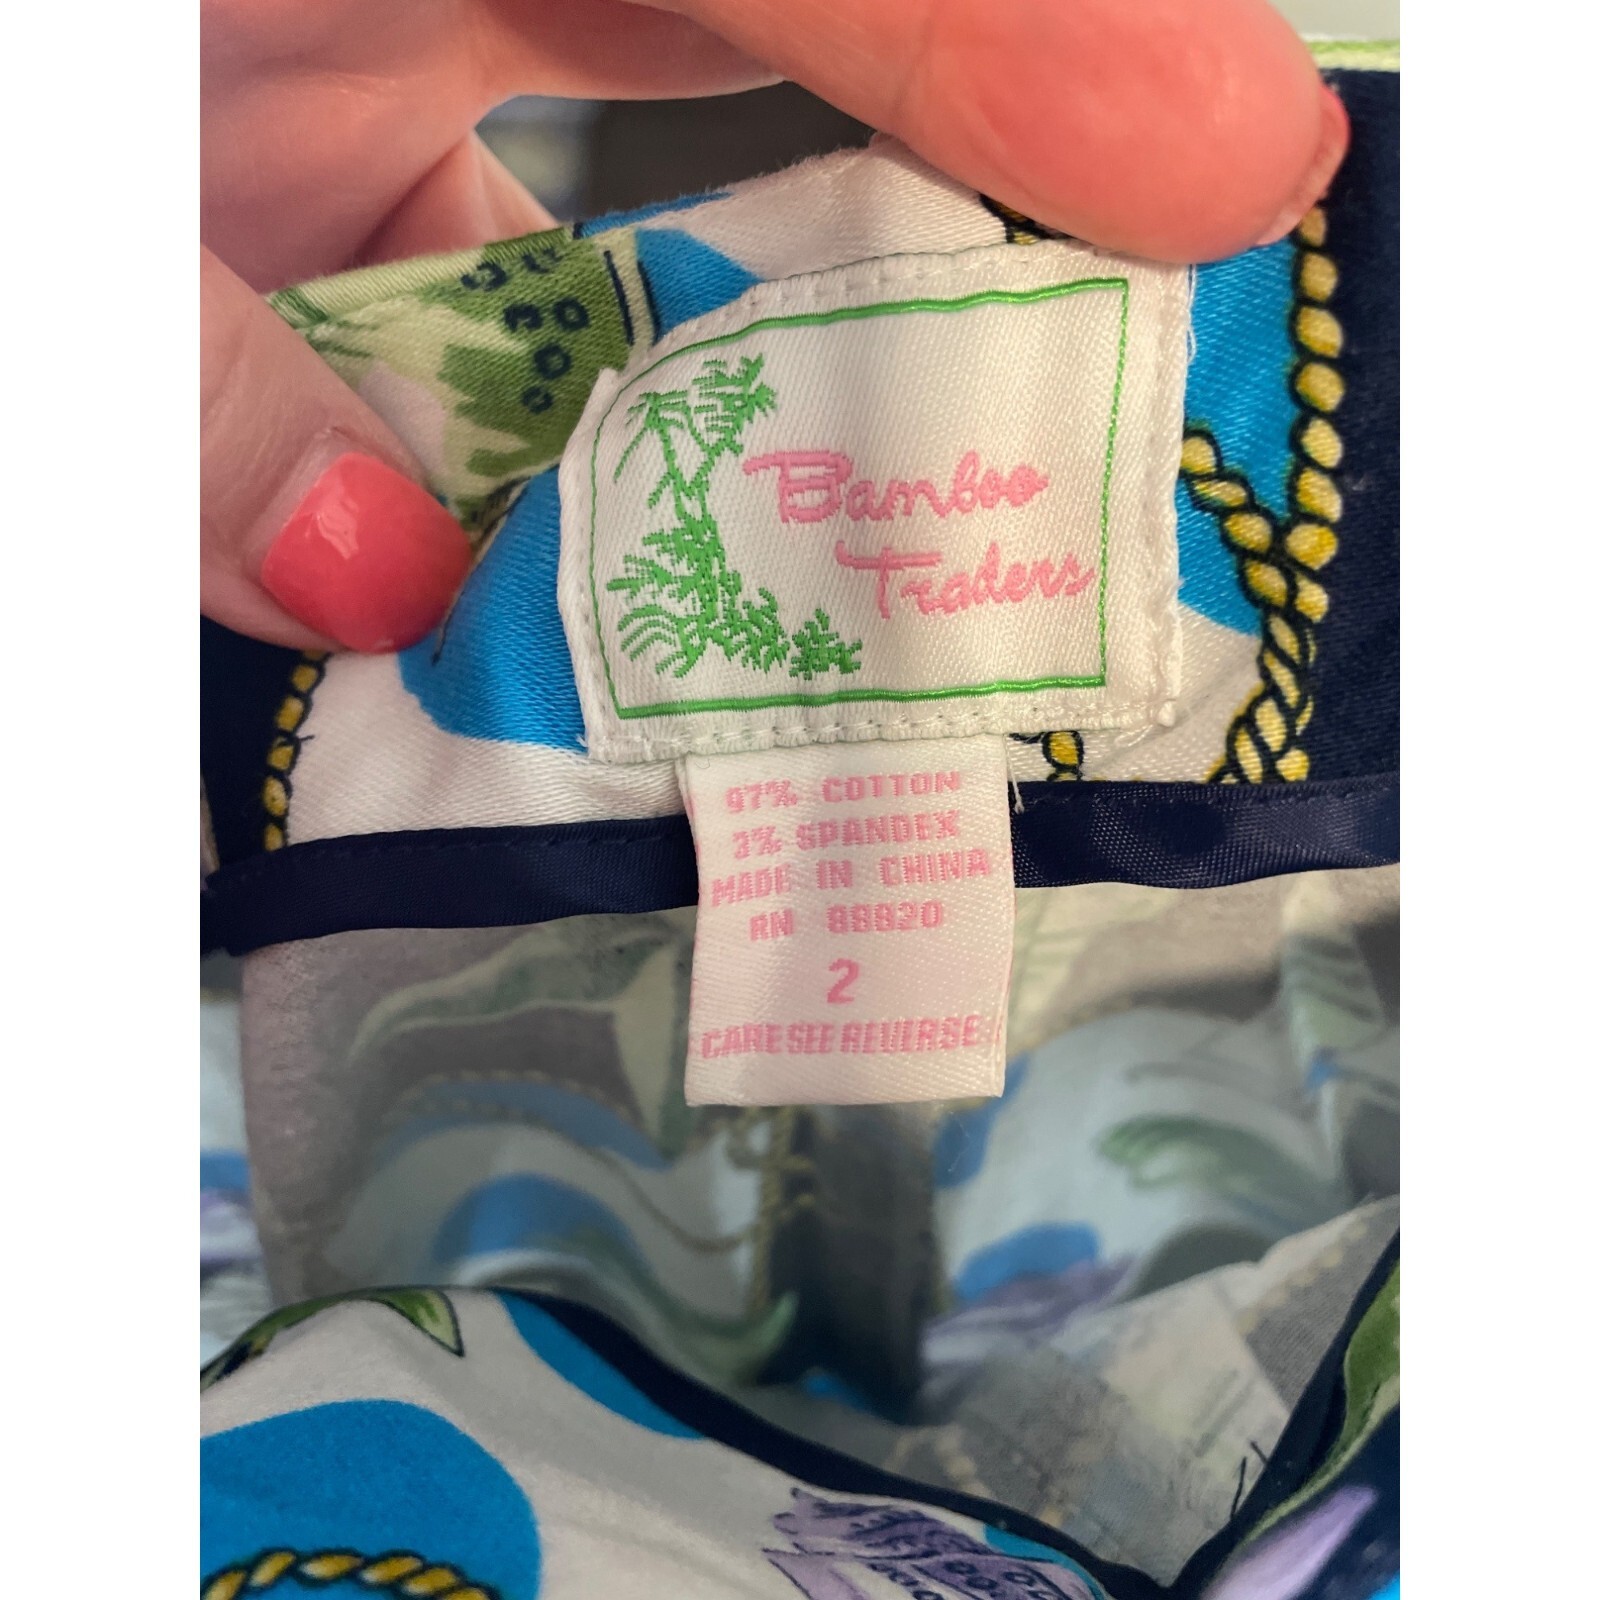 Bamboo
Traders
97% COTTON
3% SPANDEX
MADE IN CHINA
RN 88820
2
CARE SEE REVERSE